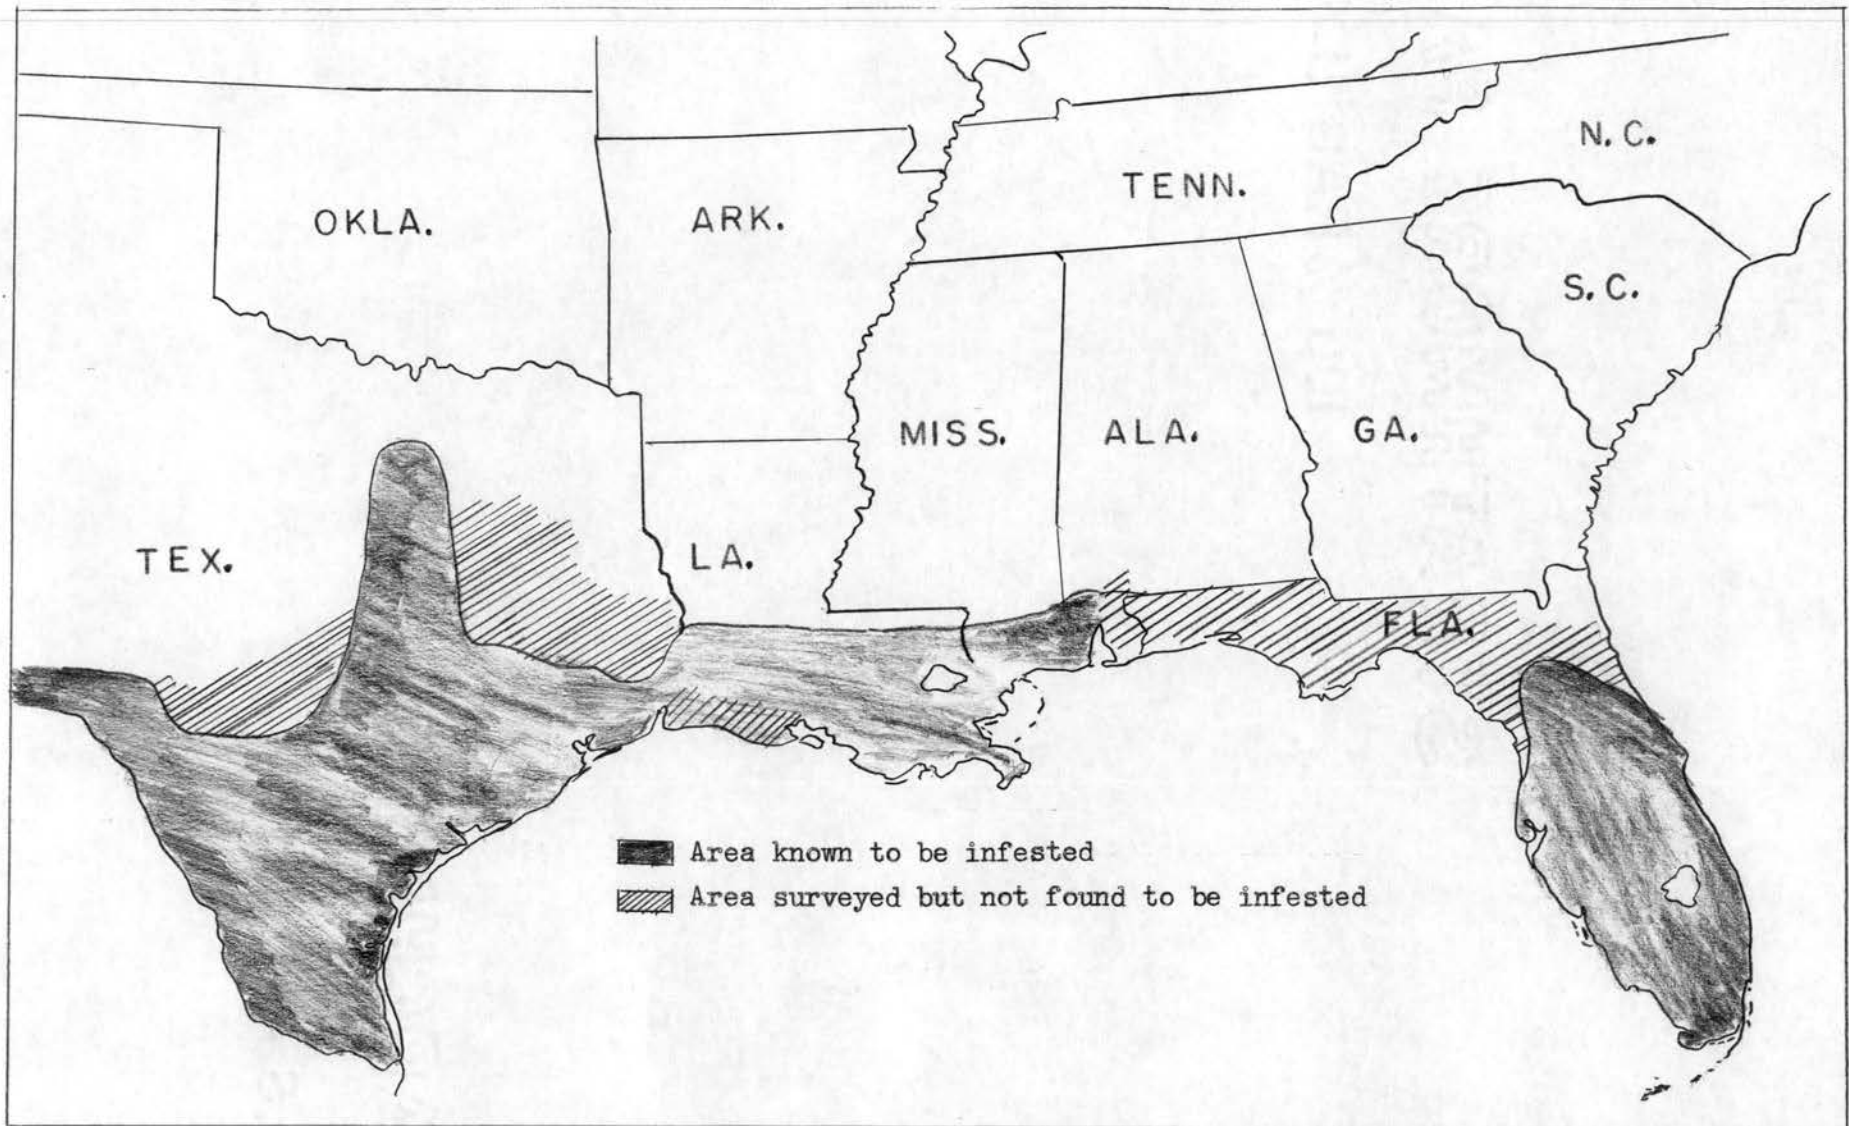 N. C.
TENN.
OKLA.
ARK.
S. C.
MISS.
ALA.
GA.
TEX.
LA.
FLA.
Area known to be infested
Area surveyed but not found to be infested